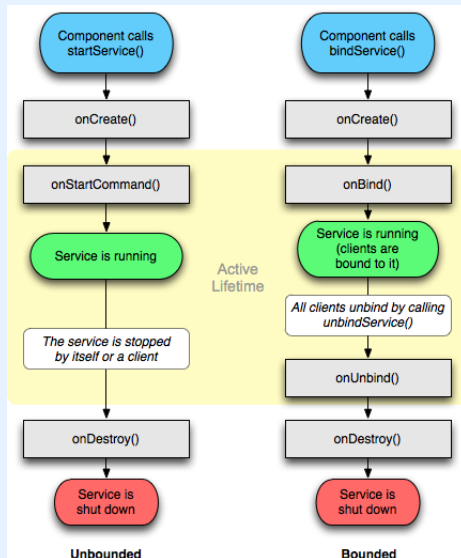 Component calls
startService()
onCreate()
onStartCommand()
Service is running
The service is stopped
by itself or a client
onDestroy()
Service is
shut down
Unbounded
Active
Lifetime
Component calls
bindService()
onCreate()
onBind()
Service is running
(clients are
bound to it)
All clients unbind by calling
unbindService()
onUnbind()
onDestroy()
Service is
shut down
Bounded